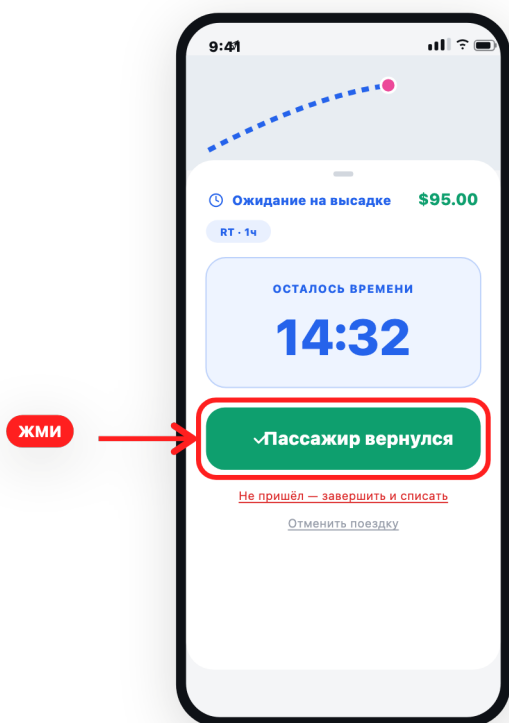 9:41
Ожидание на высадке $95.00
RT · 1ч
ОСТАЛОСЬ ВРЕМЕНИ
14:32
ЖМИ
Пассажир вернулся
Не пришёл — завершить и списать
Отменить поездку